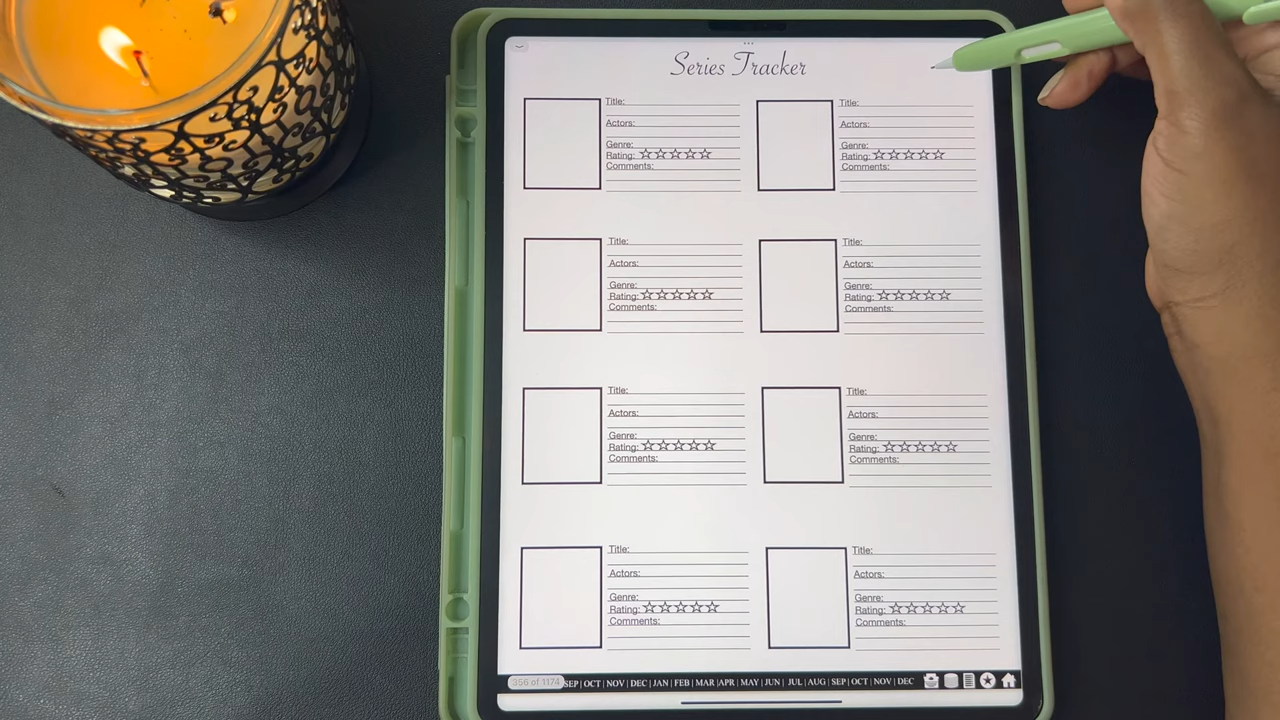 Series Tracker
Title:
Actors:
Genre:
Rating:
Comments:
Title:
Actors:
Genre:
Rating:
Comments:
Title:
Actors:
Genre:
Rating:
Comments:
Title:
Actors:
Genre:
Rating:
Comments:
Title:
Actors:
Genre:
Rating:
Comments:
Title:
Actors:
Genre:
Rating:
Comments:
Title:
Actors:
Genre:
Rating:
Comments:
Title:
Actors:
Genre:
Rating:
Comments:
356 of 1174 SEP | OCT | NOV | DEC | JAN | FEB | MAR |APR | MAY | JUN | JUL | AUG | SEP | OCT | NOV | DEC